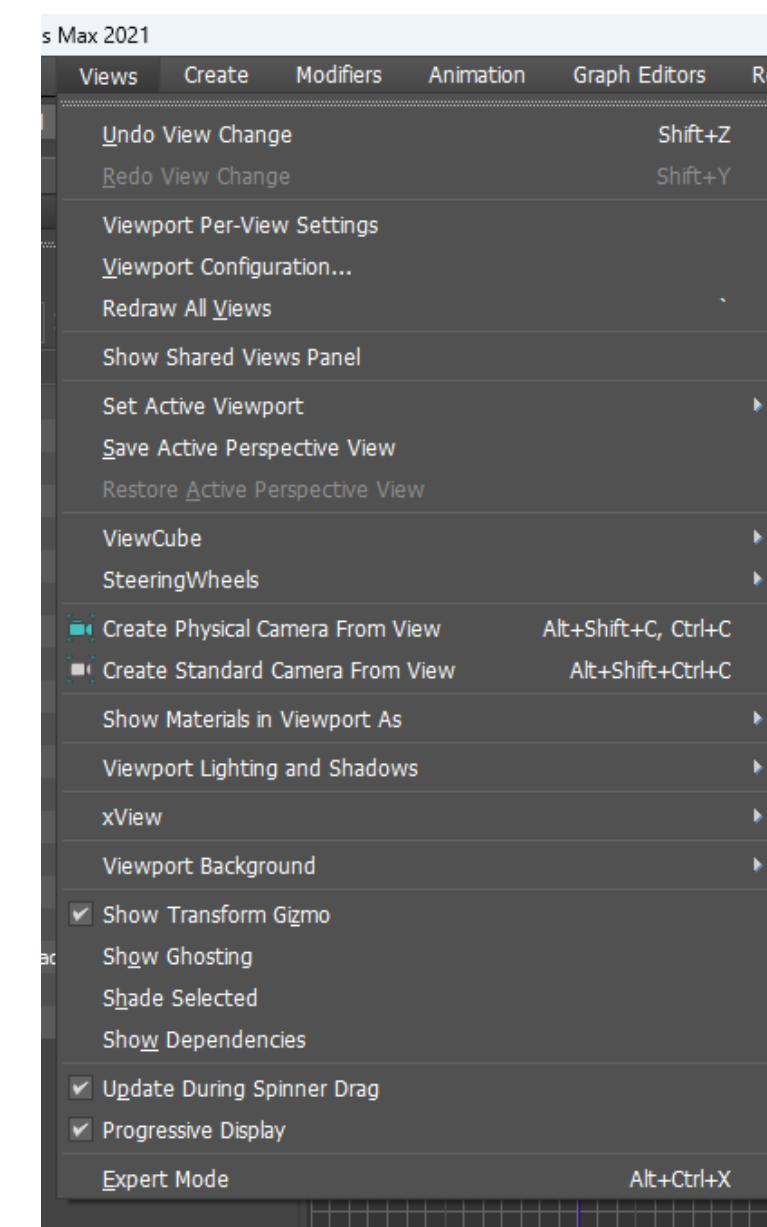 s Max 2021
Views Create Modifiers Animation Graph Editors R
Undo View Change Shift+Z
Redo View Change Shift+Y
Viewport Per-View Settings
Viewport Configuration...
Redraw All Views `
Show Shared Views Panel
Set Active Viewport
Save Active Perspective View
Restore Active Perspective View
ViewCube
SteeringWheels
Create Physical Camera From View Alt+Shift+C, Ctrl+C
Create Standard Camera From View Alt+Shift+Ctrl+C
Show Materials in Viewport As
Viewport Lighting and Shadows
xView
Viewport Background
Show Transform Gizmo
Show Ghosting
Shade Selected
Show Dependencies
Update During Spinner Drag
Progressive Display
Expert Mode Alt+Ctrl+X